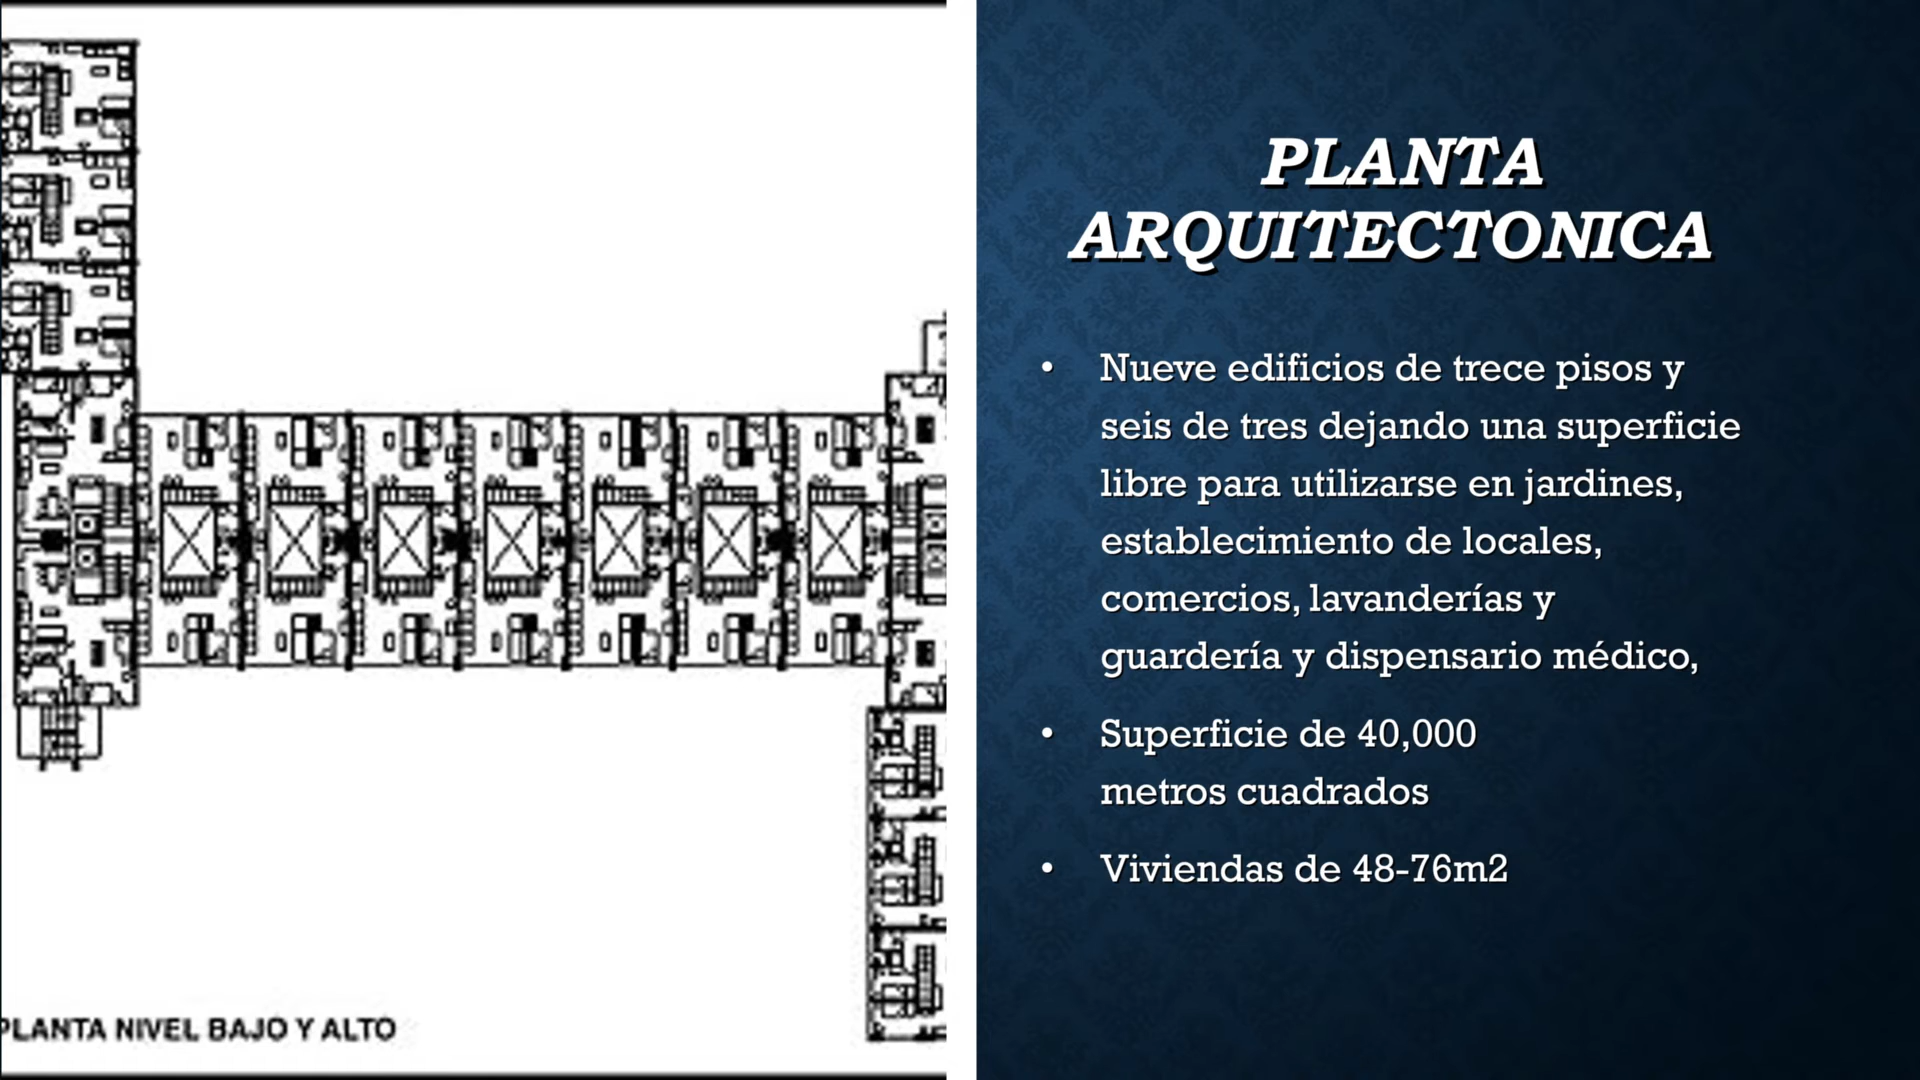 PLANTA
ARQUITECTONICA
• Nueve edificios de trece pisos y
seis de tres dejando una superficie
libre para utilizarse en jardines,
establecimiento de locales,
comercios, lavanderías y
guardería y dispensario médico,
• Superficie de 40,000
metros cuadrados
• Viviendas de 48-76m2
PLANTA NIVEL BAJO Y ALTO